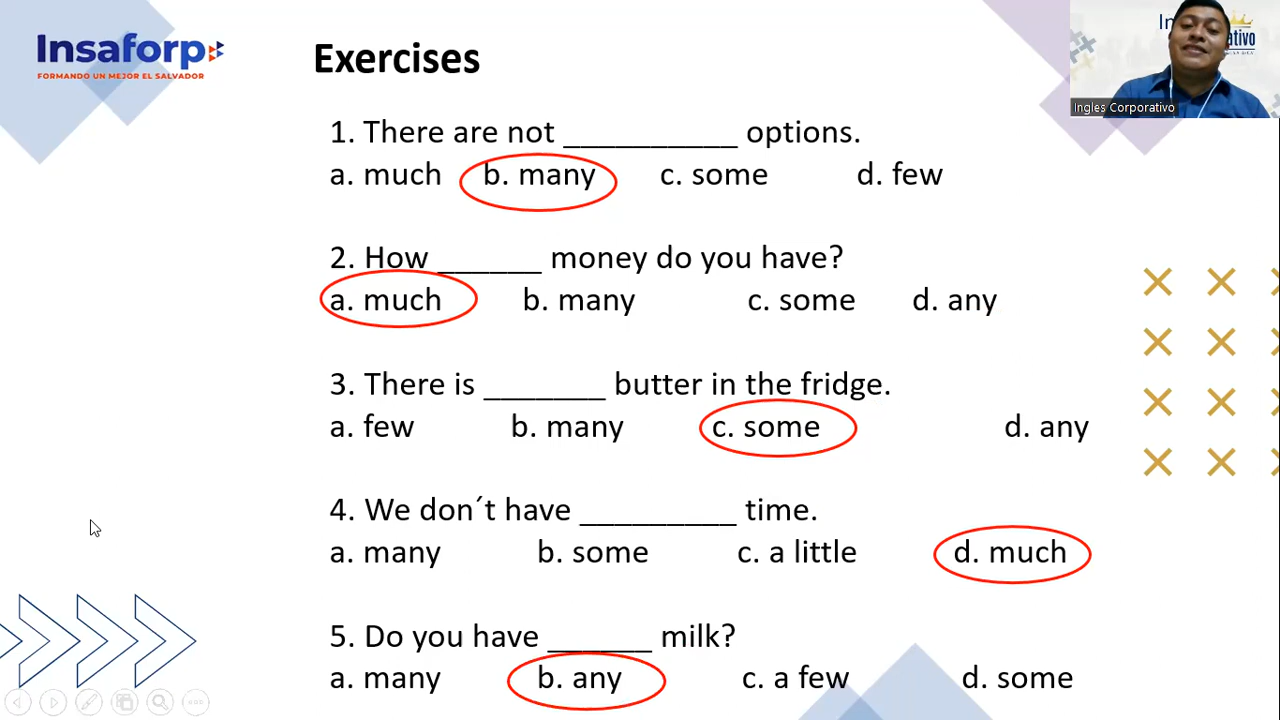 Insaforp
FORMANDO UN MEJOR EL SALVADOR
Exercises
Ingles Corporativo
1. There are not __________ options.
a. much b. many c. some d. few
2. How ______ money do you have?
a. much b. many c. some d. any
3. There is _______ butter in the fridge.
a. few b. many c. some d. any
4. We don´t have _________ time.
a. many b. some c. a little d. much
5. Do you have ______ milk?
a. many b. any c. a few d. some